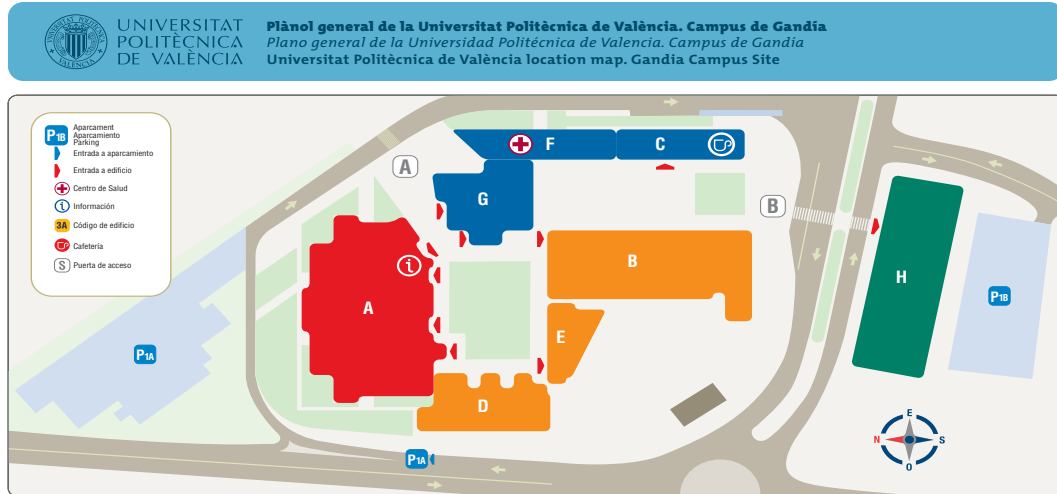 UNIVERSITAT
POLITÈCNICA
DE VALÈNCIA
Plànol general de la Universitat Politècnica de València. Campus de Gandía
Plano general de la Universidad Politécnica de Valencia. Campus de Gandía
Universitat Politècnica de València location map. Gandia Campus Site
P1B
Aparcament
Aparcamiento
Parking
Entrada a aparcamiento
Entrada a edificio
Centro de Salud
i Información
3A Código de edificio
Cafetería
S Puerta de acceso
A
F
C
G
B
A
i
B
H
E
D
P1A
P1B
P1A
E
N
S
O